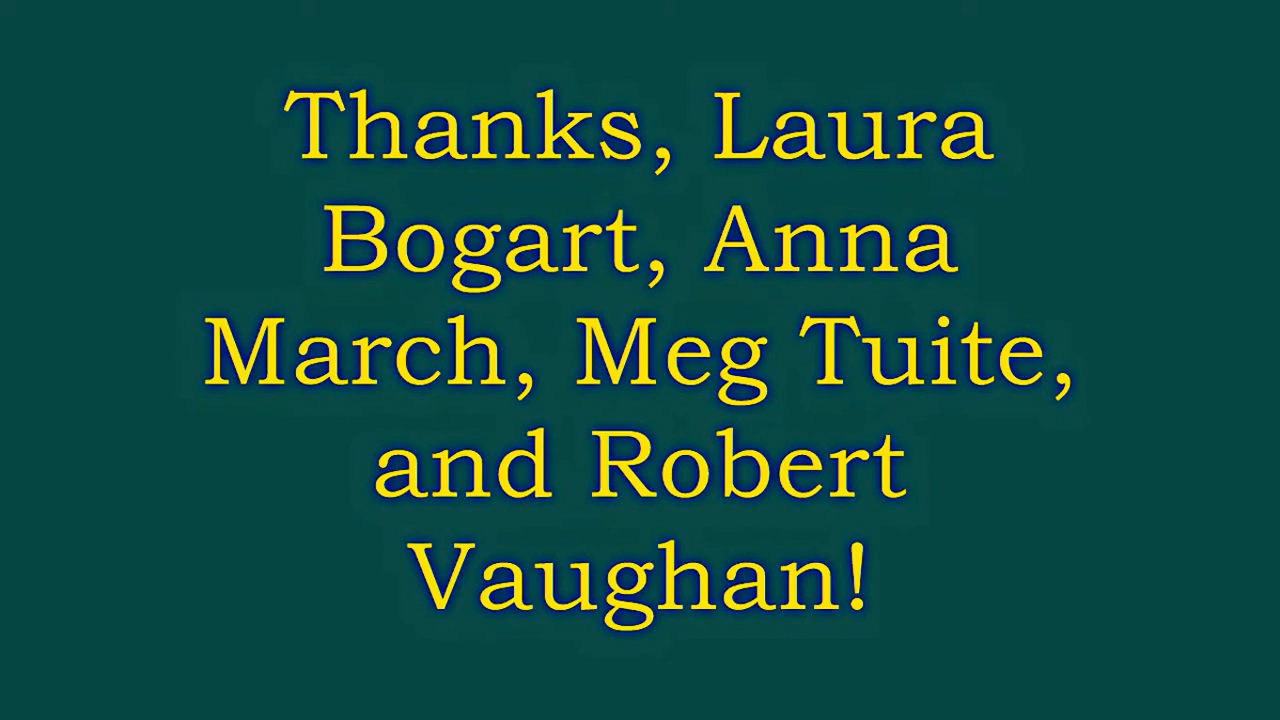 Thanks, Laura
Bogart, Anna
March, Meg Tuite,
and Robert
Vaughan!